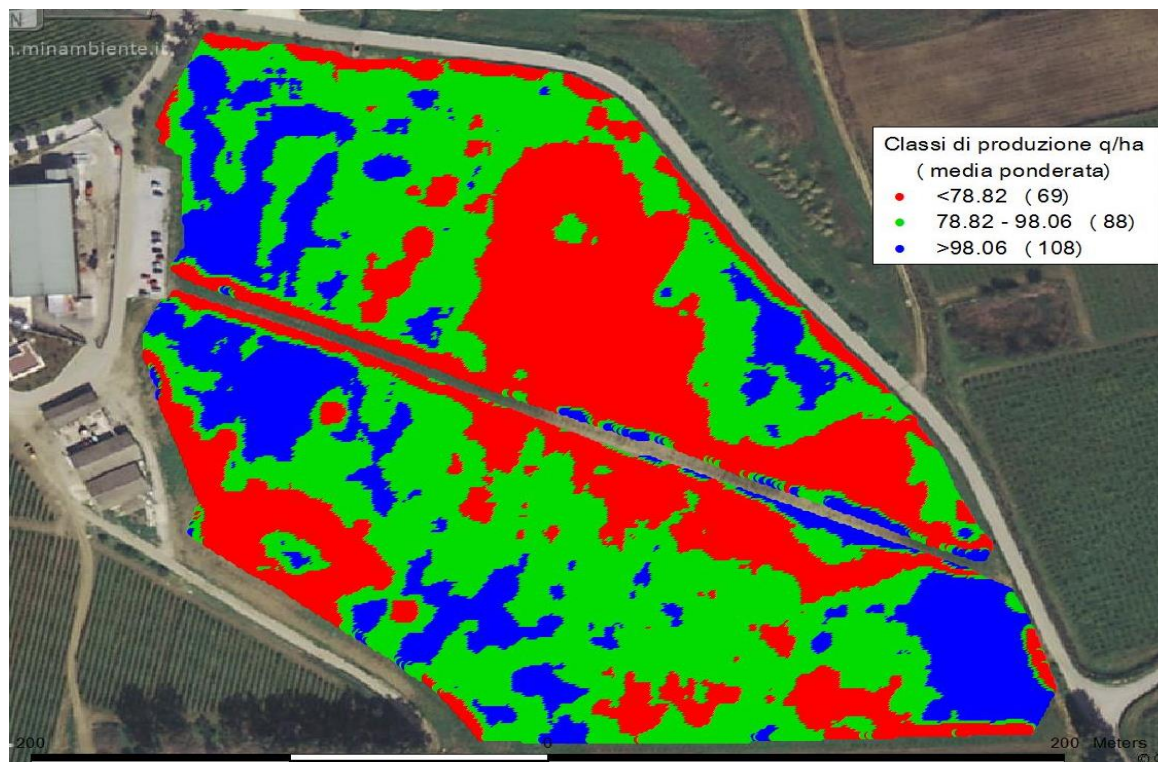 N
n.minambiente.it
Classi di produzione q/ha
( media ponderata)
<78.82 ( 69)
78.82 - 98.06 ( 88)
>98.06 ( 108)
200 0 200 Meters